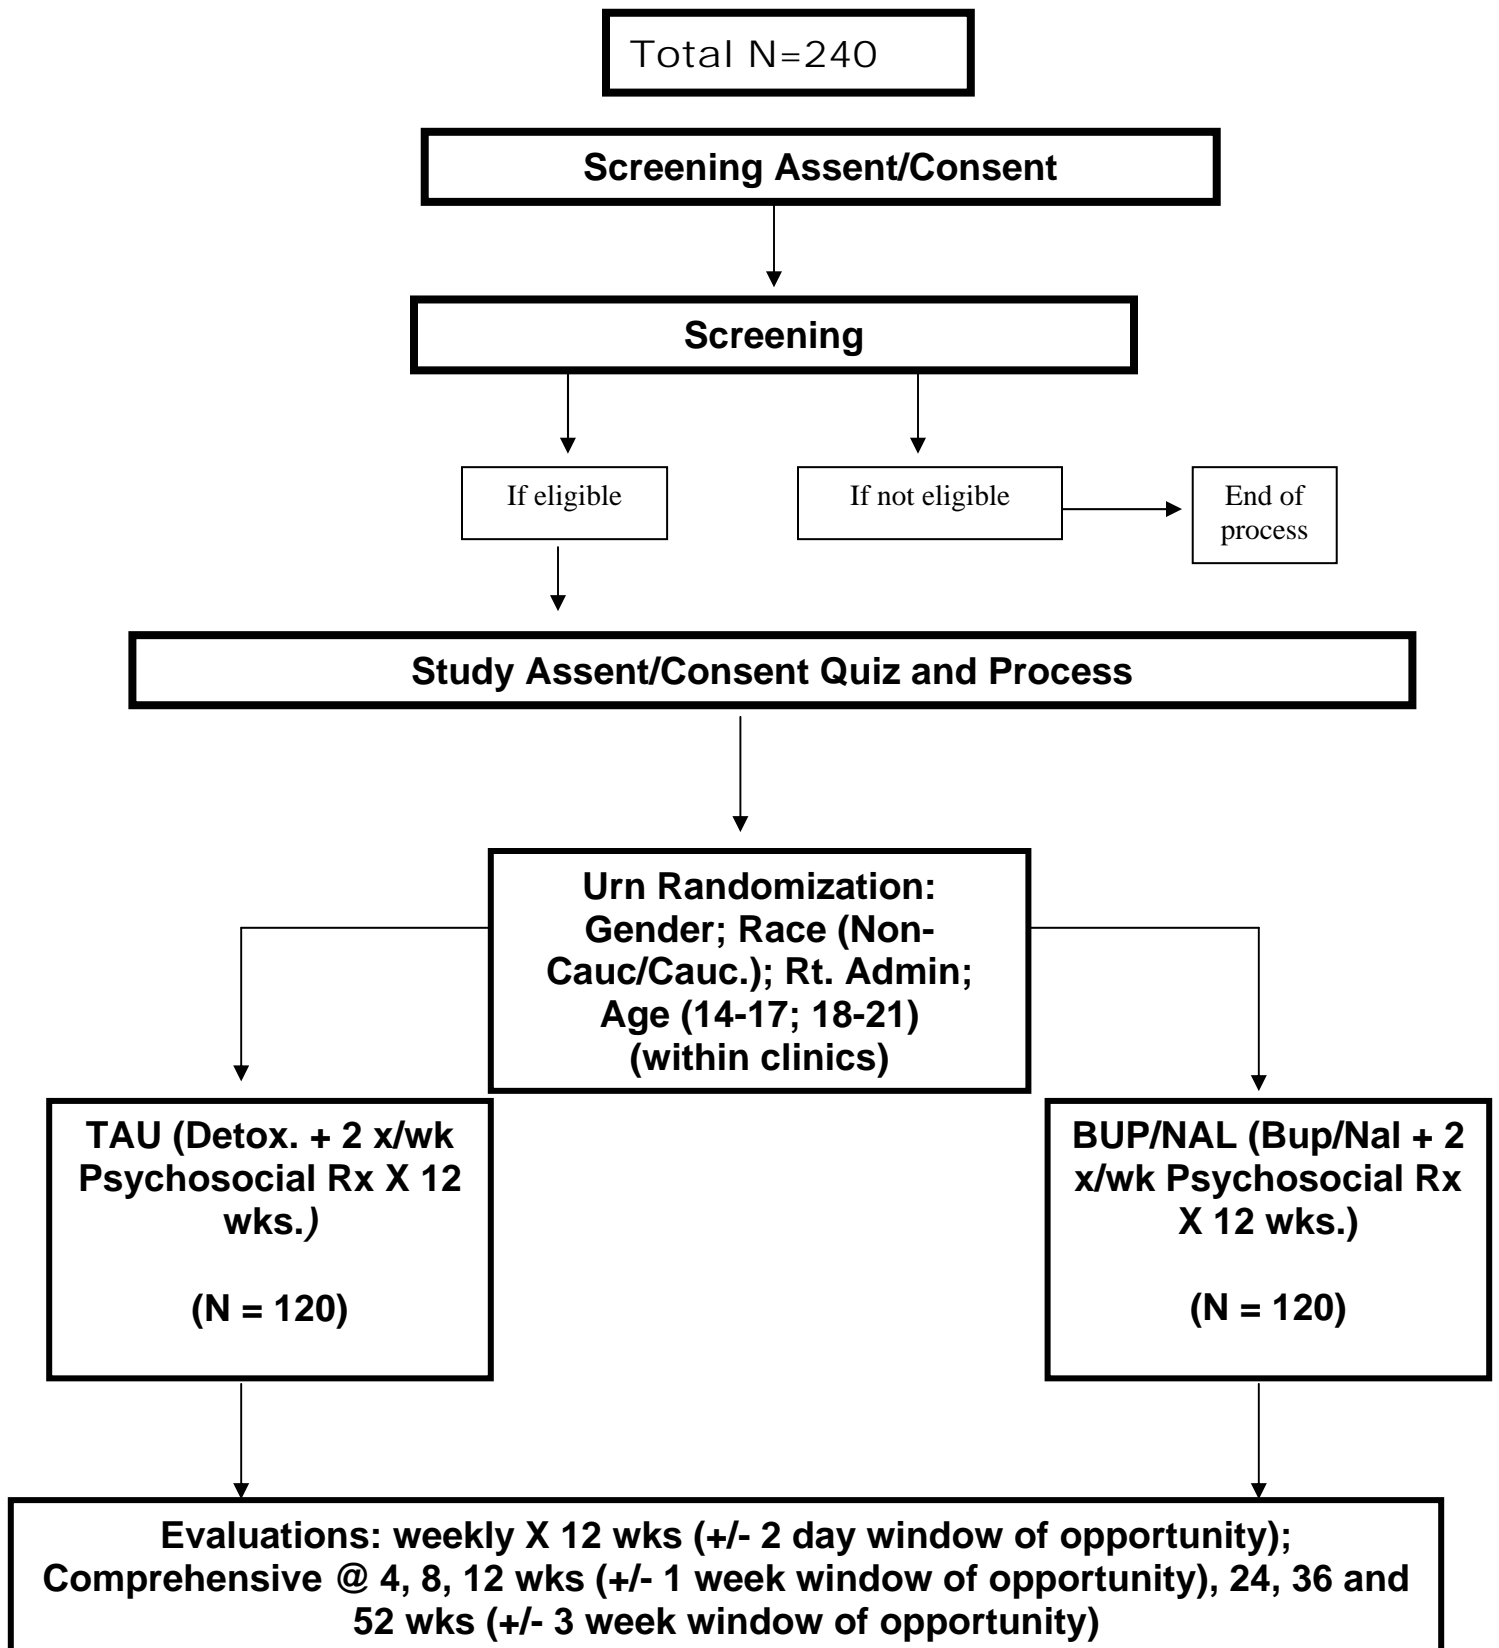 Total N=240
Screening Assent/Consent
Screening
If eligible
If not eligible
End of
process
Study Assent/Consent Quiz and Process
Urn Randomization:
Gender; Race (Non-
Cauc/Cauc.); Rt. Admin;
Age (14-17; 18-21)
(within clinics)
TAU (Detox. + 2 x/wk
Psychosocial Rx X 12
wks.)
(N = 120)
BUP/NAL (Bup/Nal + 2
x/wk Psychosocial Rx
X 12 wks.)
(N = 120)
Evaluations: weekly X 12 wks (+/- 2 day window of opportunity);
Comprehensive @ 4, 8, 12 wks (+/- 1 week window of opportunity), 24, 36 and
52 wks (+/- 3 week window of opportunity)